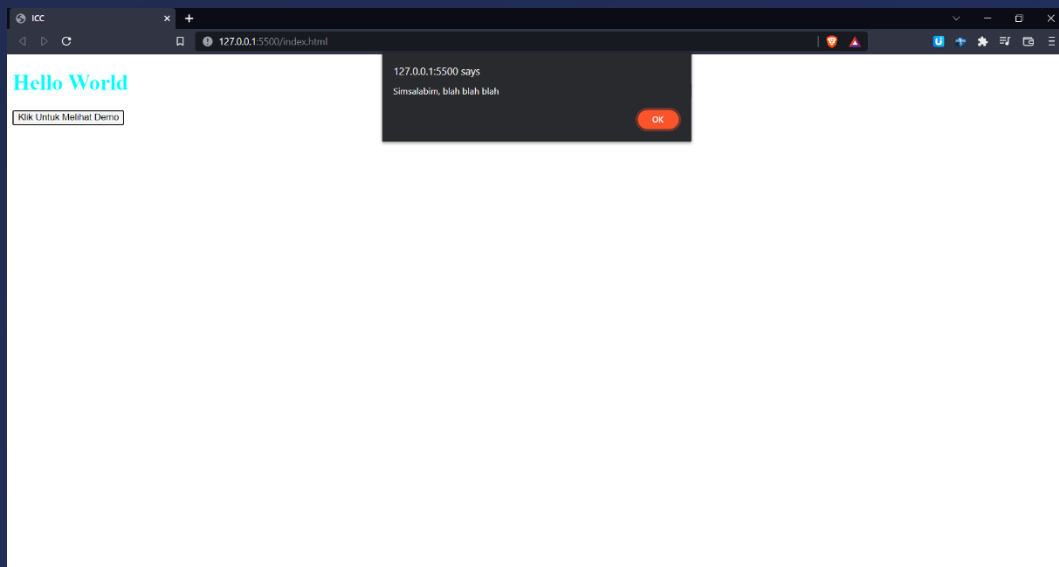 ICC
127.0.0.1:5500/index.html
127.0.0.1:5500 says
Simsalabim, blah blah blah
OK
Hello World
Klik Untuk Melihat Demo